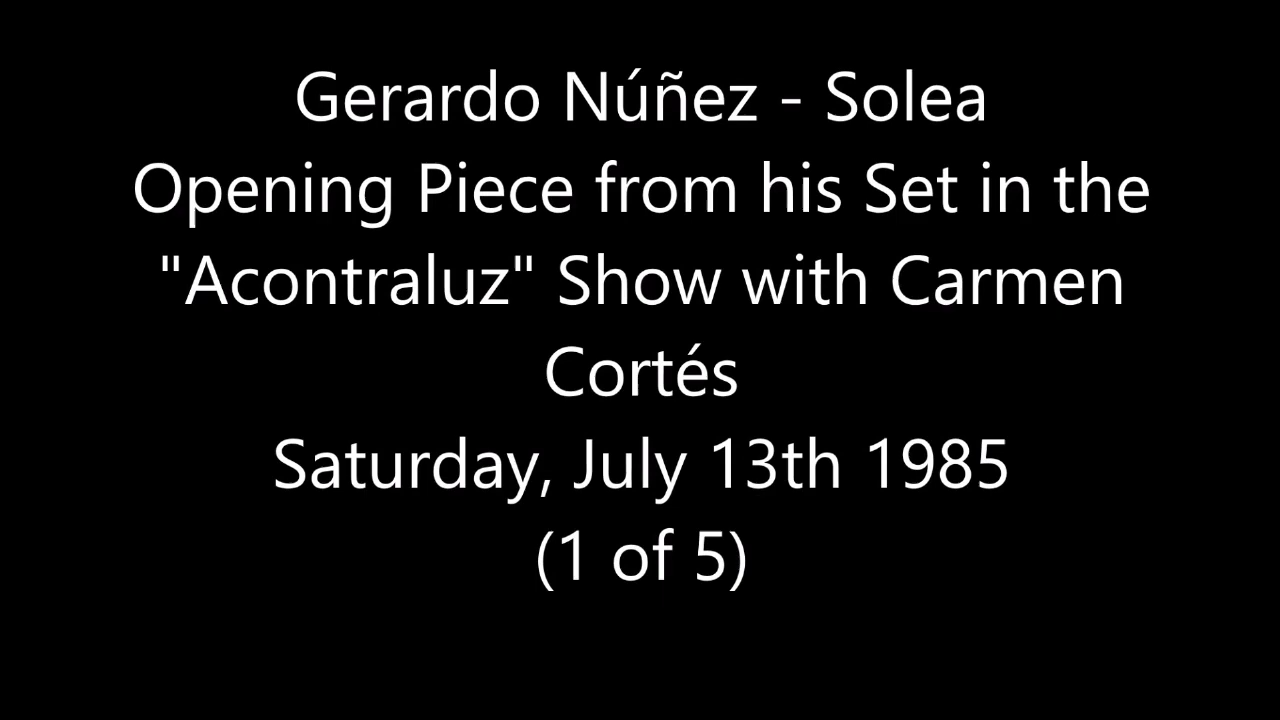 Gerardo Núñez - Solea
Opening Piece from his Set in the
"Acontraluz" Show with Carmen
Cortés
Saturday, July 13th 1985
(1 of 5)